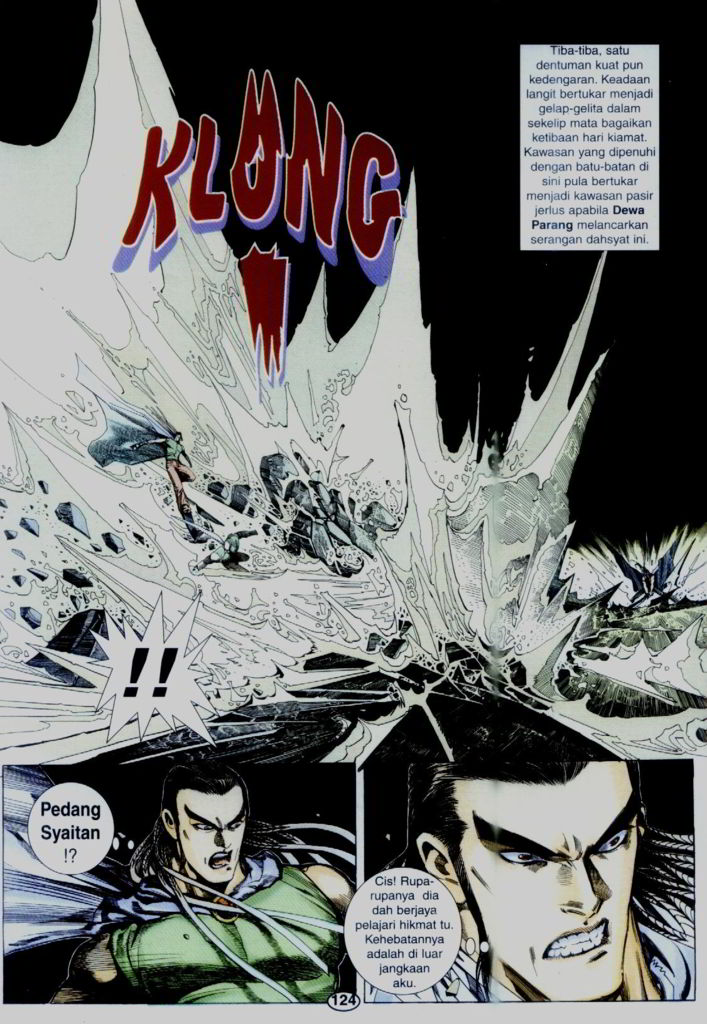 Tiba-tiba, satu
dentuman kuat pun
kedengaran. Keadaan
langit bertukar menjadi
gelap-gelita dalam
sekelip mata bagaikan
ketibaan hari kiamat.
Kawasan yang dipenuhi
dengan batu-batan di
sini pula bertukar
menjadi kawasan pasir
jerlus apabila Dewa
Parang melancarkan
serangan dahsyat ini.
KLANG
!!
Pedang
Syaitan
!?
Cis! Rupa-
rupanya dia
dah berjaya
pelajari hikmat tu.
Kehebatannya
adalah di luar
jangkaan
aku.
124